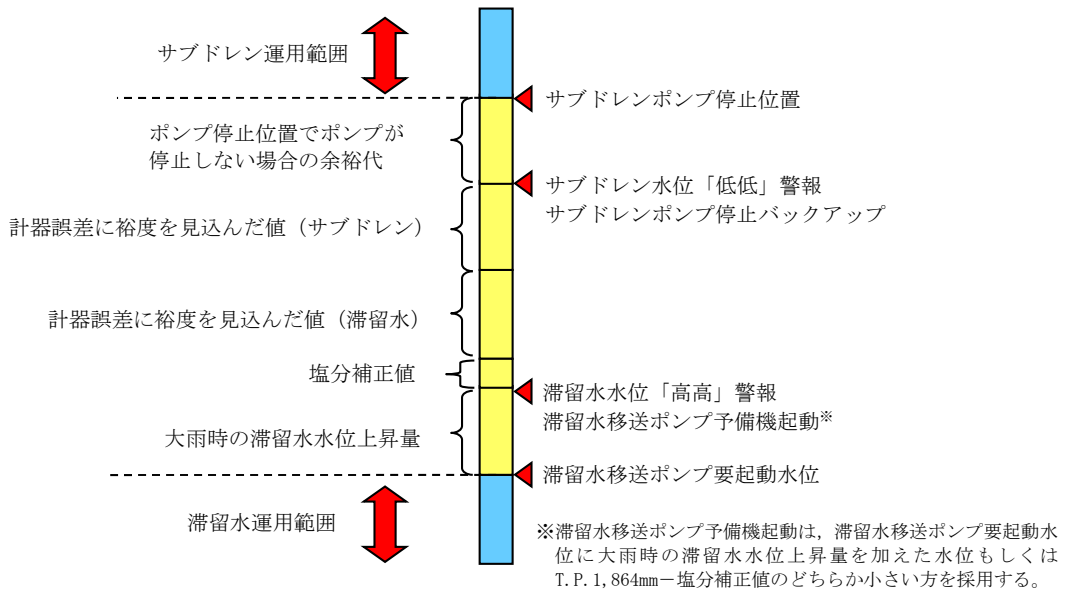 サブドレン運用範囲
サブドレンポンプ停止位置
ポンプ停止位置でポンプが
停止しない場合の余裕代
サブドレン水位「低低」警報
サブドレンポンプ停止バックアップ
計器誤差に裕度を見込んだ値(サブドレン)
計器誤差に裕度を見込んだ値(滞留水)
塩分補正値
滞留水水位「高高」警報
滞留水移送ポンプ予備機起動※
大雨時の滞留水水位上昇量
滞留水移送ポンプ要起動水位
滞留水運用範囲
※滞留水移送ポンプ予備機起動は,滞留水移送ポンプ要起動水
位に大雨時の滞留水水位上昇量を加えた水位もしくは
T.P.1,864mm-塩分補正値のどちらか小さい方を採用する。